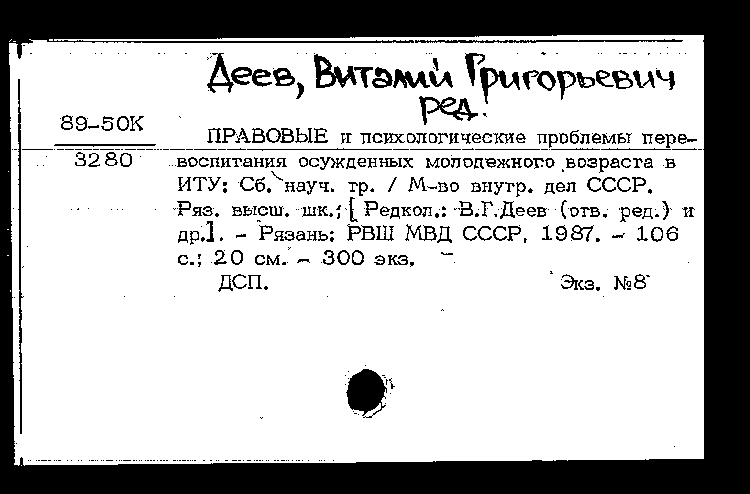 Деев, Виталий Григорьевич
ред.
89-50К
3280
ПРАВОВЫЕ и психологические проблемы пере-
воспитания осужденных молодежного возраста в
ИТУ: Сб. науч. тр. / М-во внутр. дел СССР.
Ряз. высш. шк.; [ Редкол.: В.Г.Деев (отв. ред.) и
др.]. - Рязань: РВШ МВД СССР, 1987. - 106
с.; 20 см. - 300 экз.
ДСП. Экз. №8